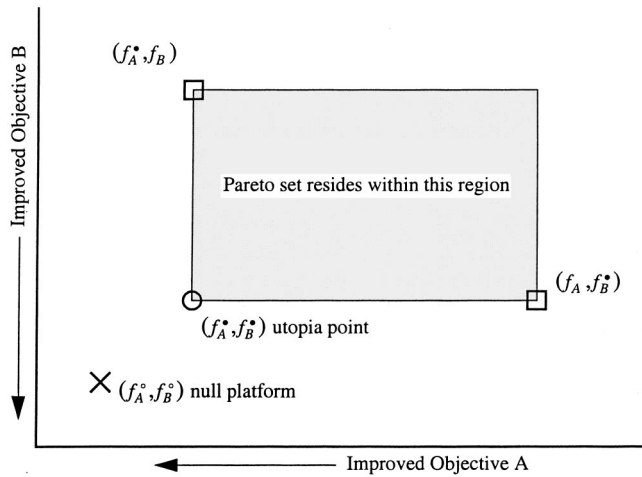 Improved Objective B
(f_A^•, f_B)
Pareto set resides within this region
(f_A, f_B^•)
(f_A^•, f_B^•) utopia point
(f_A^∘, f_B^∘) null platform
Improved Objective A